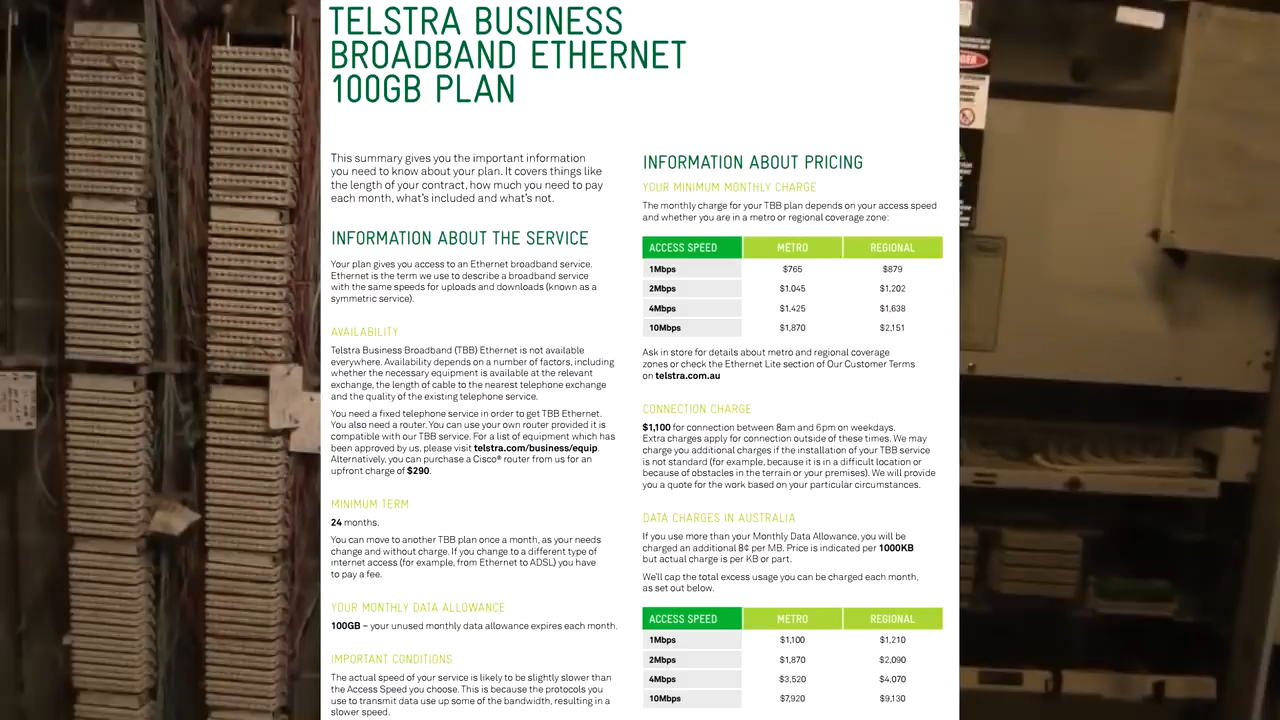 TELSTRA BUSINESS
BROADBAND ETHERNET
100GB PLAN
This summary gives you the important information
you need to know about your plan. It covers things like
the length of your contract, how much you need to pay
each month, what's included and what's not.
INFORMATION ABOUT THE SERVICE
Your plan gives you access to an Ethernet broadband service.
Ethernet is the term we use to describe a broadband service
with the same speeds for uploads and downloads (known as a
symmetric service).
AVAILABILITY
Telstra Business Broadband (TBB) Ethernet is not available
everywhere. Availability depends on a number of factors, including
whether the necessary equipment is available at the relevant
exchange, the length of cable to the nearest telephone exchange
and the quality of the existing telephone service.
You need a fixed telephone service in order to get TBB Ethernet.
You also need a router. You can use your own router provided it is
compatible with our TBB service. For a list of equipment which has
been approved by us, please visit telstra.com/business/equip.
Alternatively, you can purchase a Cisco® router from us for an
upfront charge of $290.
MINIMUM TERM
24 months.
You can move to another TBB plan once a month, as your needs
change and without charge. If you change to a different type of
internet access (for example, from Ethernet to ADSL) you have
to pay a fee.
YOUR MONTHLY DATA ALLOWANCE
100GB – your unused monthly data allowance expires each month.
IMPORTANT CONDITIONS
The actual speed of your service is likely to be slightly slower than
the Access Speed you choose. This is because the protocols you
use to transmit data use up some of the bandwidth, resulting in a
slower speed.
INFORMATION ABOUT PRICING
YOUR MINIMUM MONTHLY CHARGE
The monthly charge for your TBB plan depends on your access speed
and whether you are in a metro or regional coverage zone:
ACCESS SPEED METRO REGIONAL
1Mbps $765 $879
2Mbps $1,045 $1,202
4Mbps $1,425 $1,638
10Mbps $1,870 $2,151
Ask in store for details about metro and regional coverage
zones or check the Ethernet Lite section of Our Customer Terms
on telstra.com.au
CONNECTION CHARGE
$1,100 for connection between 8am and 6pm on weekdays.
Extra charges apply for connection outside of these times. We may
charge you additional charges if the installation of your TBB service
is not standard (for example, because it is in a difficult location or
because of obstacles in the terrain or your premises). We will provide
you a quote for the work based on your particular circumstances.
DATA CHARGES IN AUSTRALIA
If you use more than your Monthly Data Allowance, you will be
charged an additional 8¢ per MB. Price is indicated per 1000KB
but actual charge is per KB or part.
We'll cap the total excess usage you can be charged each month,
as set out below.
ACCESS SPEED METRO REGIONAL
1Mbps $1,100 $1,210
2Mbps $1,870 $2,090
4Mbps $3,520 $4,070
10Mbps $7,920 $9,130